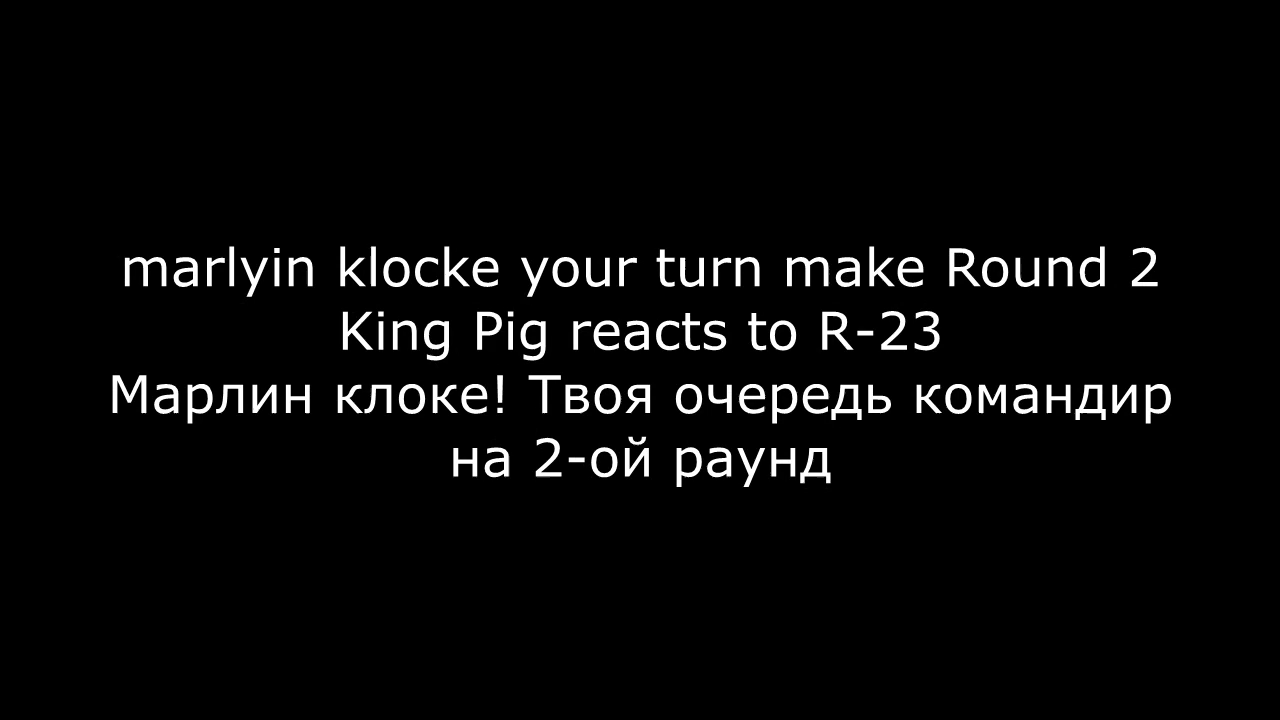 marlyin klocke your turn make Round 2
King Pig reacts to R-23
Марлин клоке! Твоя очередь командир
на 2-ой раунд